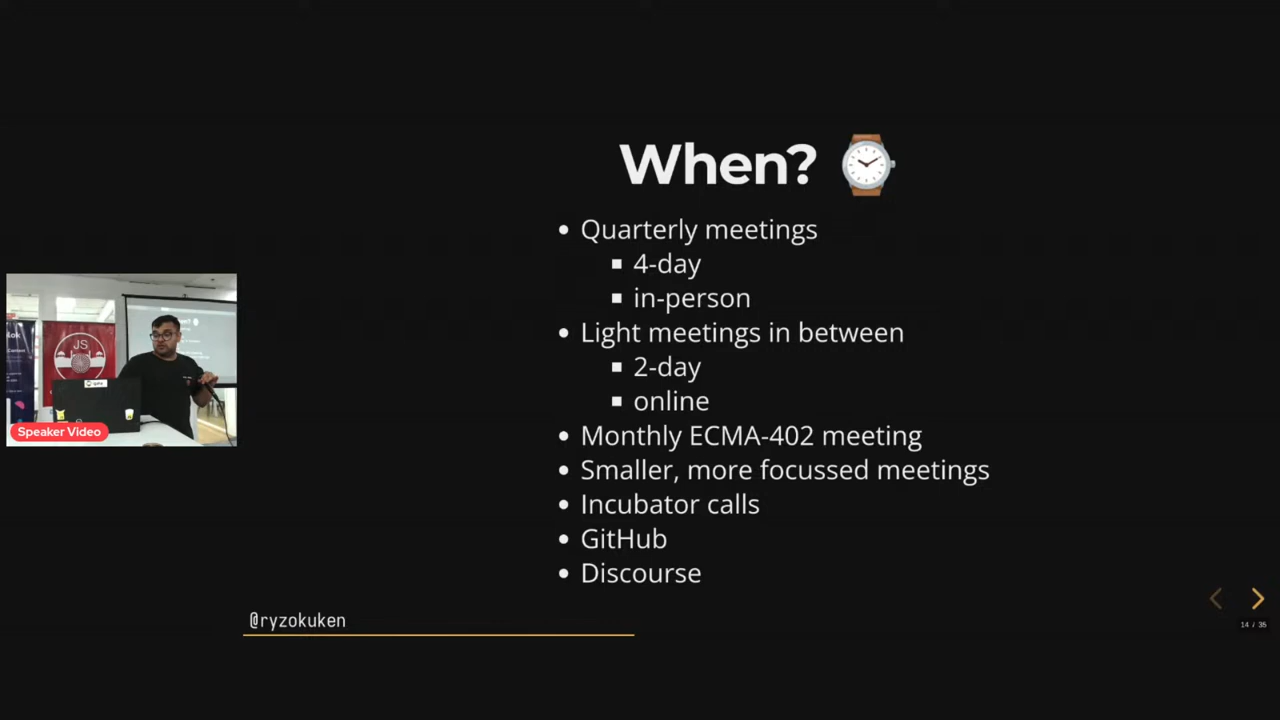 When?
Quarterly meetings
4-day
in-person
Light meetings in between
2-day
online
Monthly ECMA-402 meeting
Smaller, more focussed meetings
Incubator calls
GitHub
Discourse
JS
Speaker Video
@ryzokuken
14 / 35